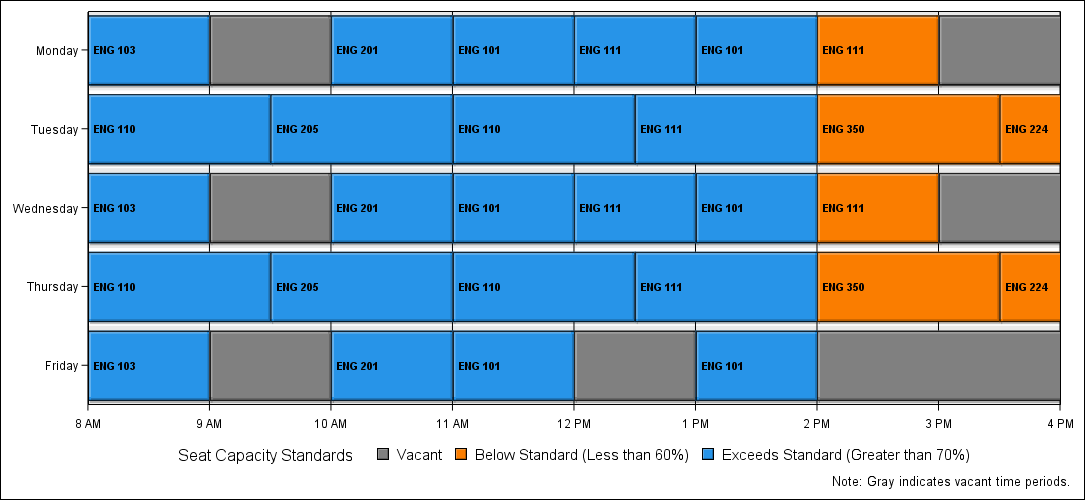 Monday ENG 103 ENG 201 ENG 101 ENG 111 ENG 101 ENG 111
Tuesday ENG 110 ENG 205 ENG 110 ENG 111 ENG 350 ENG 224
Wednesday ENG 103 ENG 201 ENG 101 ENG 111 ENG 101 ENG 111
Thursday ENG 110 ENG 205 ENG 110 ENG 111 ENG 350 ENG 224
Friday ENG 103 ENG 201 ENG 101 ENG 101
8 AM 9 AM 10 AM 11 AM 12 PM 1 PM 2 PM 3 PM 4 PM
Seat Capacity Standards Vacant Below Standard (Less than 60%) Exceeds Standard (Greater than 70%)
Note: Gray indicates vacant time periods.